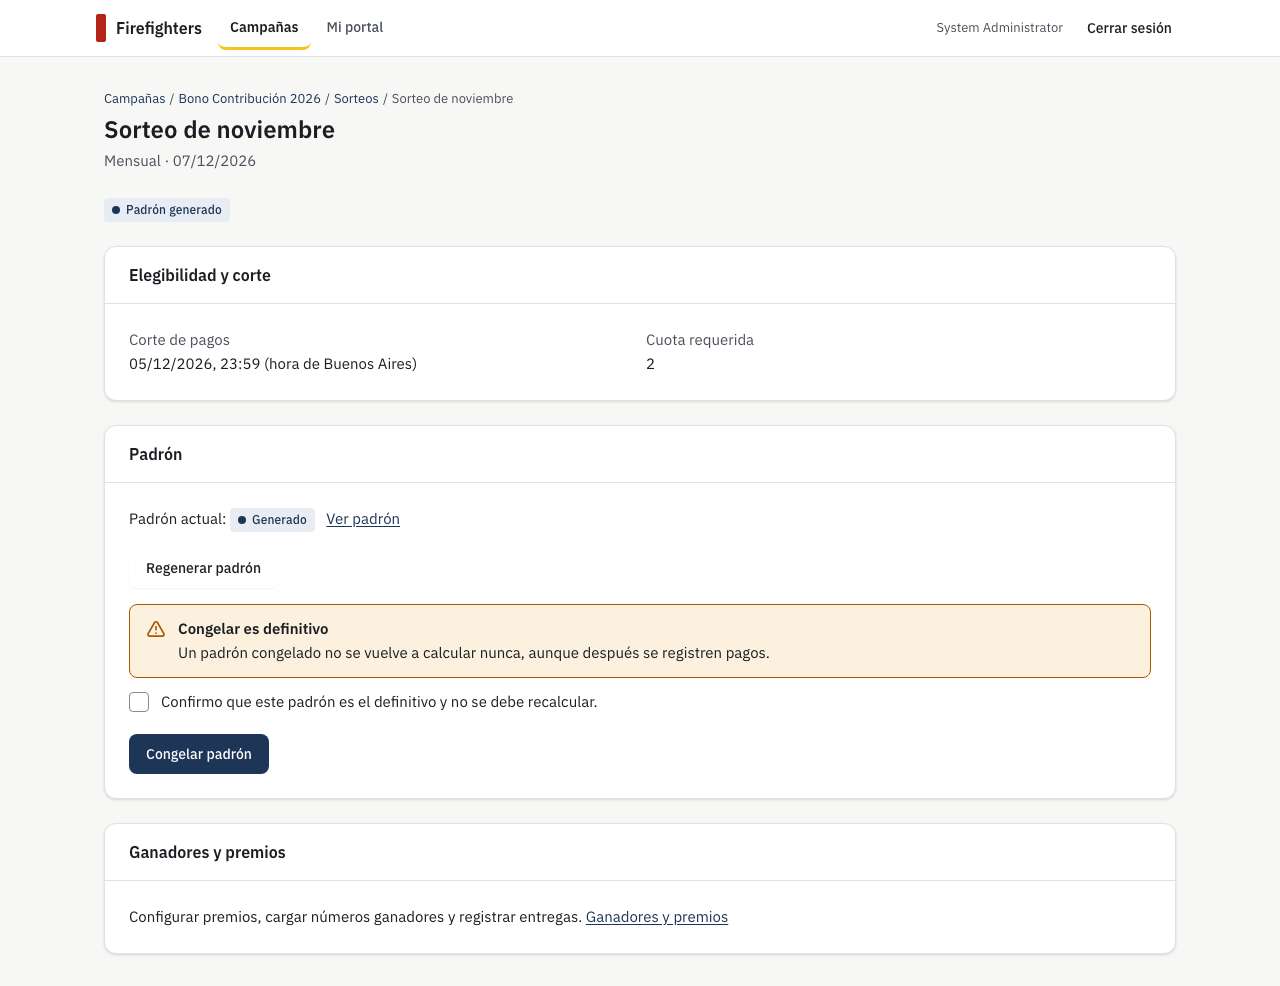 Firefighters
Campañas
Mi portal
System Administrator
Cerrar sesión
Campañas / Bono Contribución 2026 / Sorteos / Sorteo de noviembre
Sorteo de noviembre
Mensual · 07/12/2026
Padrón generado
Elegibilidad y corte
Corte de pagos
05/12/2026, 23:59 (hora de Buenos Aires)
Cuota requerida
2
Padrón
Padrón actual: Generado Ver padrón
Regenerar padrón
Congelar es definitivo
Un padrón congelado no se vuelve a calcular nunca, aunque después se registren pagos.
Confirmo que este padrón es el definitivo y no se debe recalcular.
Congelar padrón
Ganadores y premios
Configurar premios, cargar números ganadores y registrar entregas. Ganadores y premios